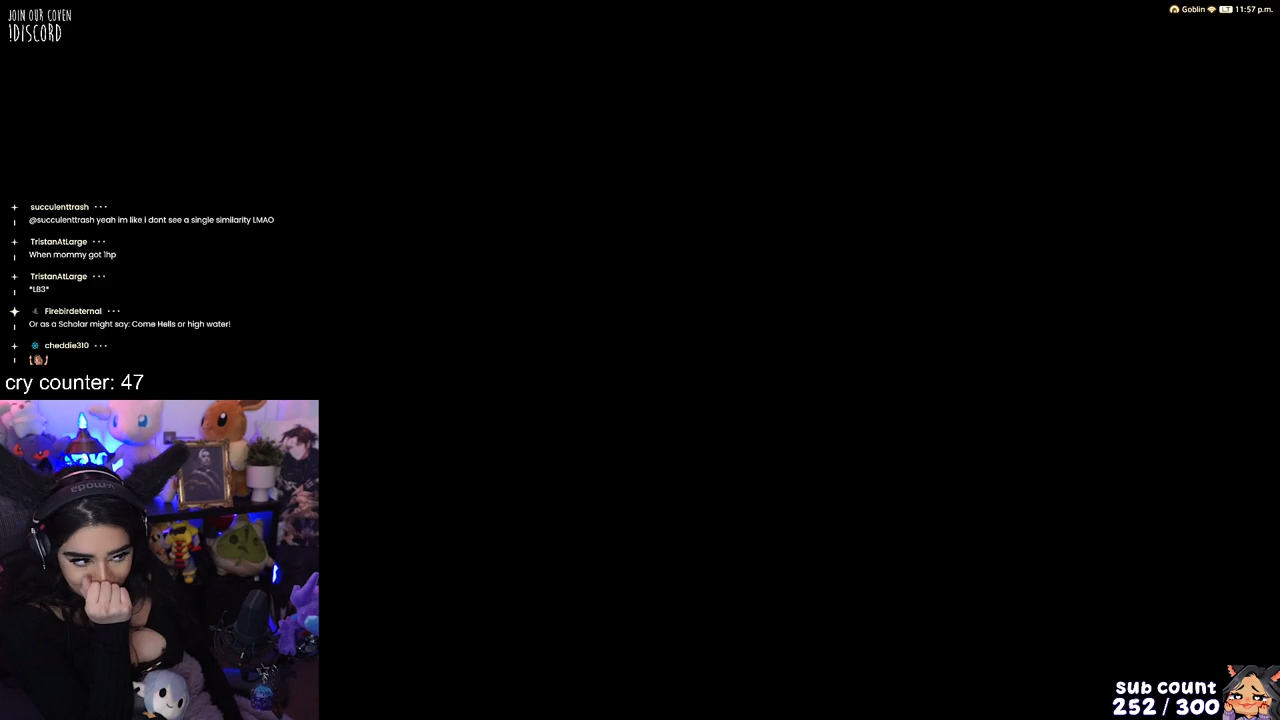 JOIN OUR COVEN
!DISCORD
Goblin LT 11:57 p.m.
succulenttrash
@succulenttrash yeah im like i dont see a single similarity LMAO
TristanAtLarge
When mommy got 1hp
TristanAtLarge
*LB3*
Firebirdeternal
Or as a Scholar might say: Come Hells or high water!
cheddie310
cry counter: 47
sub count
252 / 300